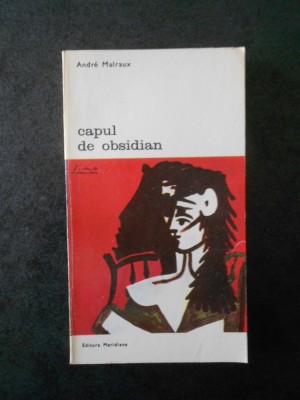 André Malraux
capul
de obsidian
Editura Meridiane